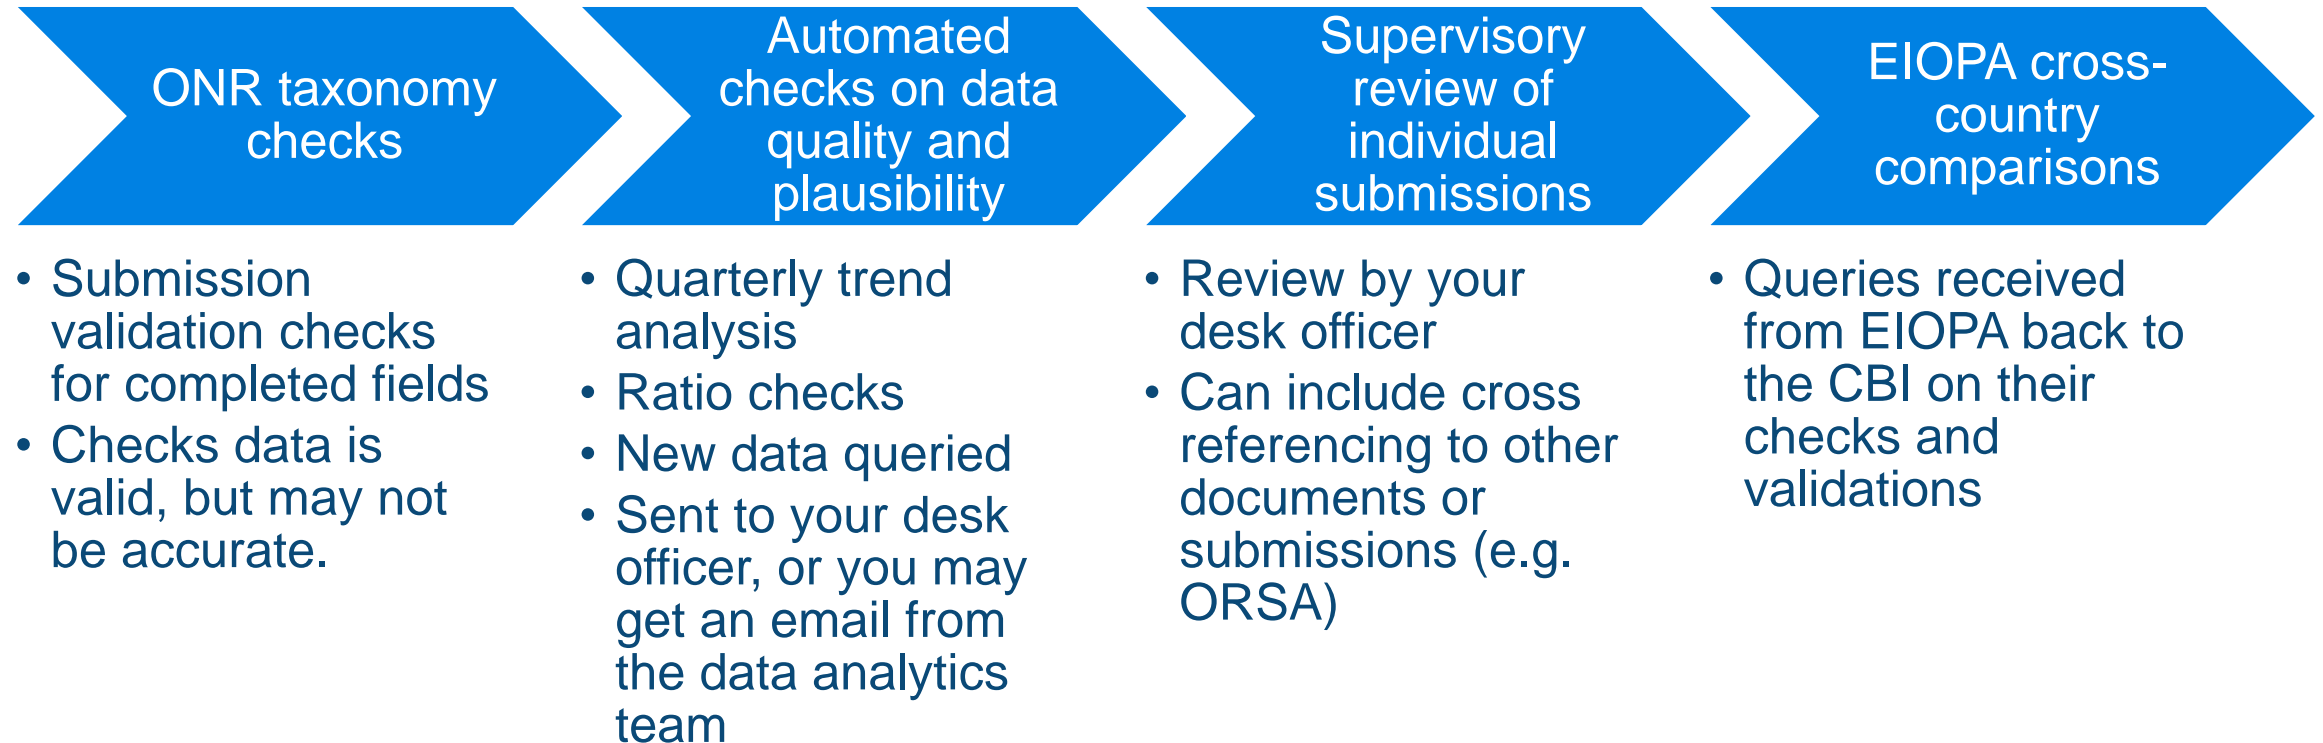 ONR taxonomy
checks
• Submission
validation checks
for completed fields
• Checks data is
valid, but may not
be accurate.
Automated
checks on data
quality and
plausibility
• Quarterly trend
analysis
• Ratio checks
• New data queried
• Sent to your desk
officer, or you may
get an email from
the data analytics
team
Supervisory
review of
individual
submissions
• Review by your
desk officer
• Can include cross
referencing to other
documents or
submissions (e.g.
ORSA)
EIOPA cross-
country
comparisons
• Queries received
from EIOPA back to
the CBI on their
checks and
validations